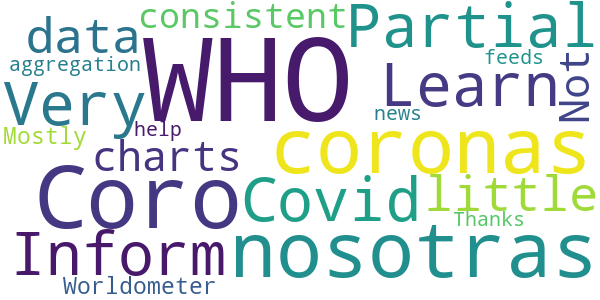 consistent
Partial
data
WHO
feeds
aggregation
Learn
Not
Very
news
Mostly
help
coronas
charts
Coro
Covid
little
Thanks
Inform
nosotras
Worldometer